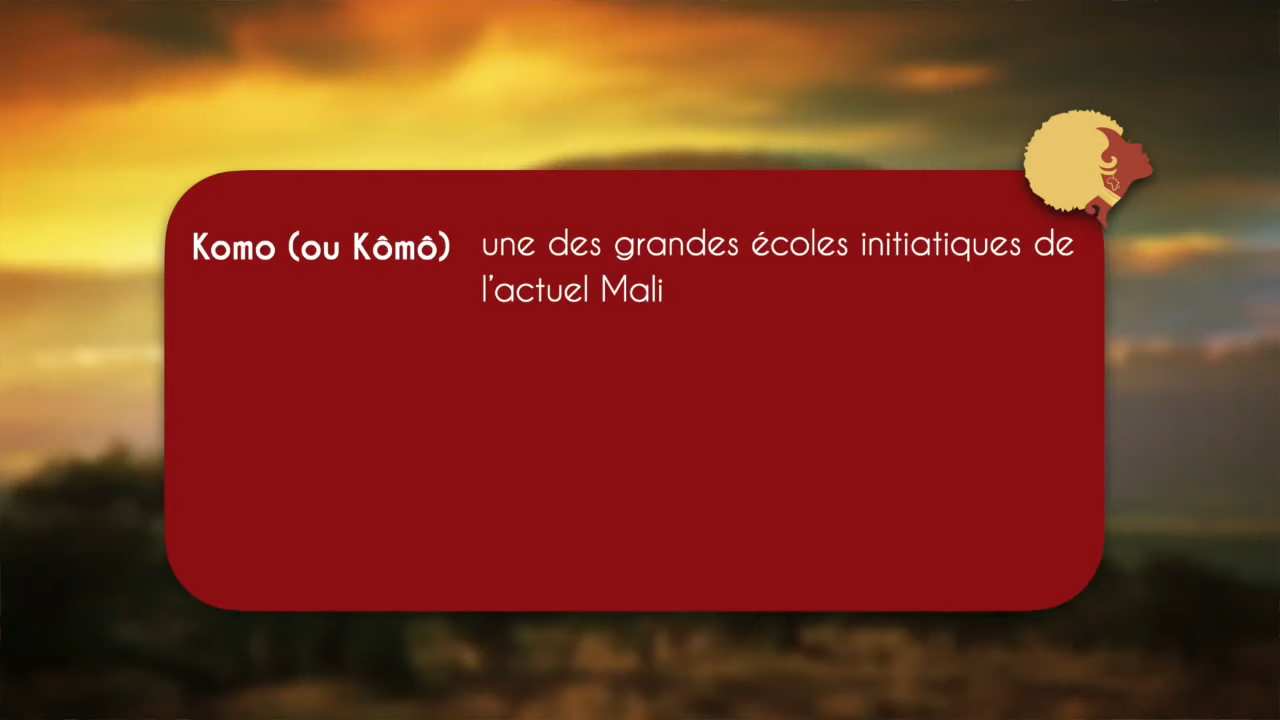 Komo (ou Kômô) une des grandes écoles initiatiques de
l'actuel Mali